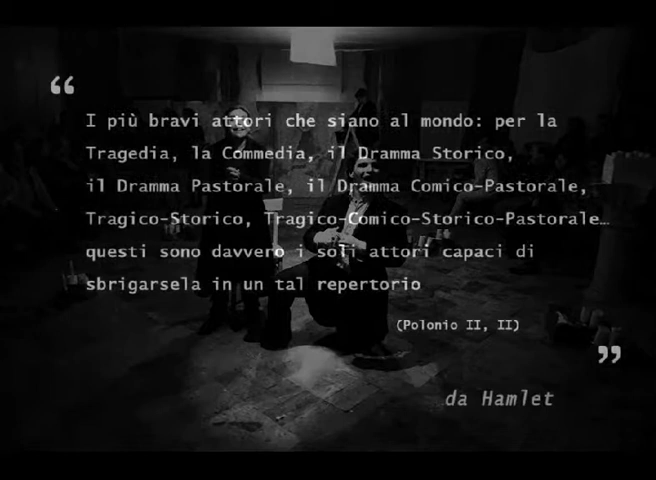 “
I più bravi attori che siano al mondo: per la
Tragedia, la Commedia, il Dramma Storico,
il Dramma Pastorale, il Dramma Comico-Pastorale,
Tragico-Storico, Tragico-Comico-Storico-Pastorale…
questi sono davvero i soli attori capaci di
sbrigarsela in un tal repertorio
(Polonio II, II)
”
da Hamlet